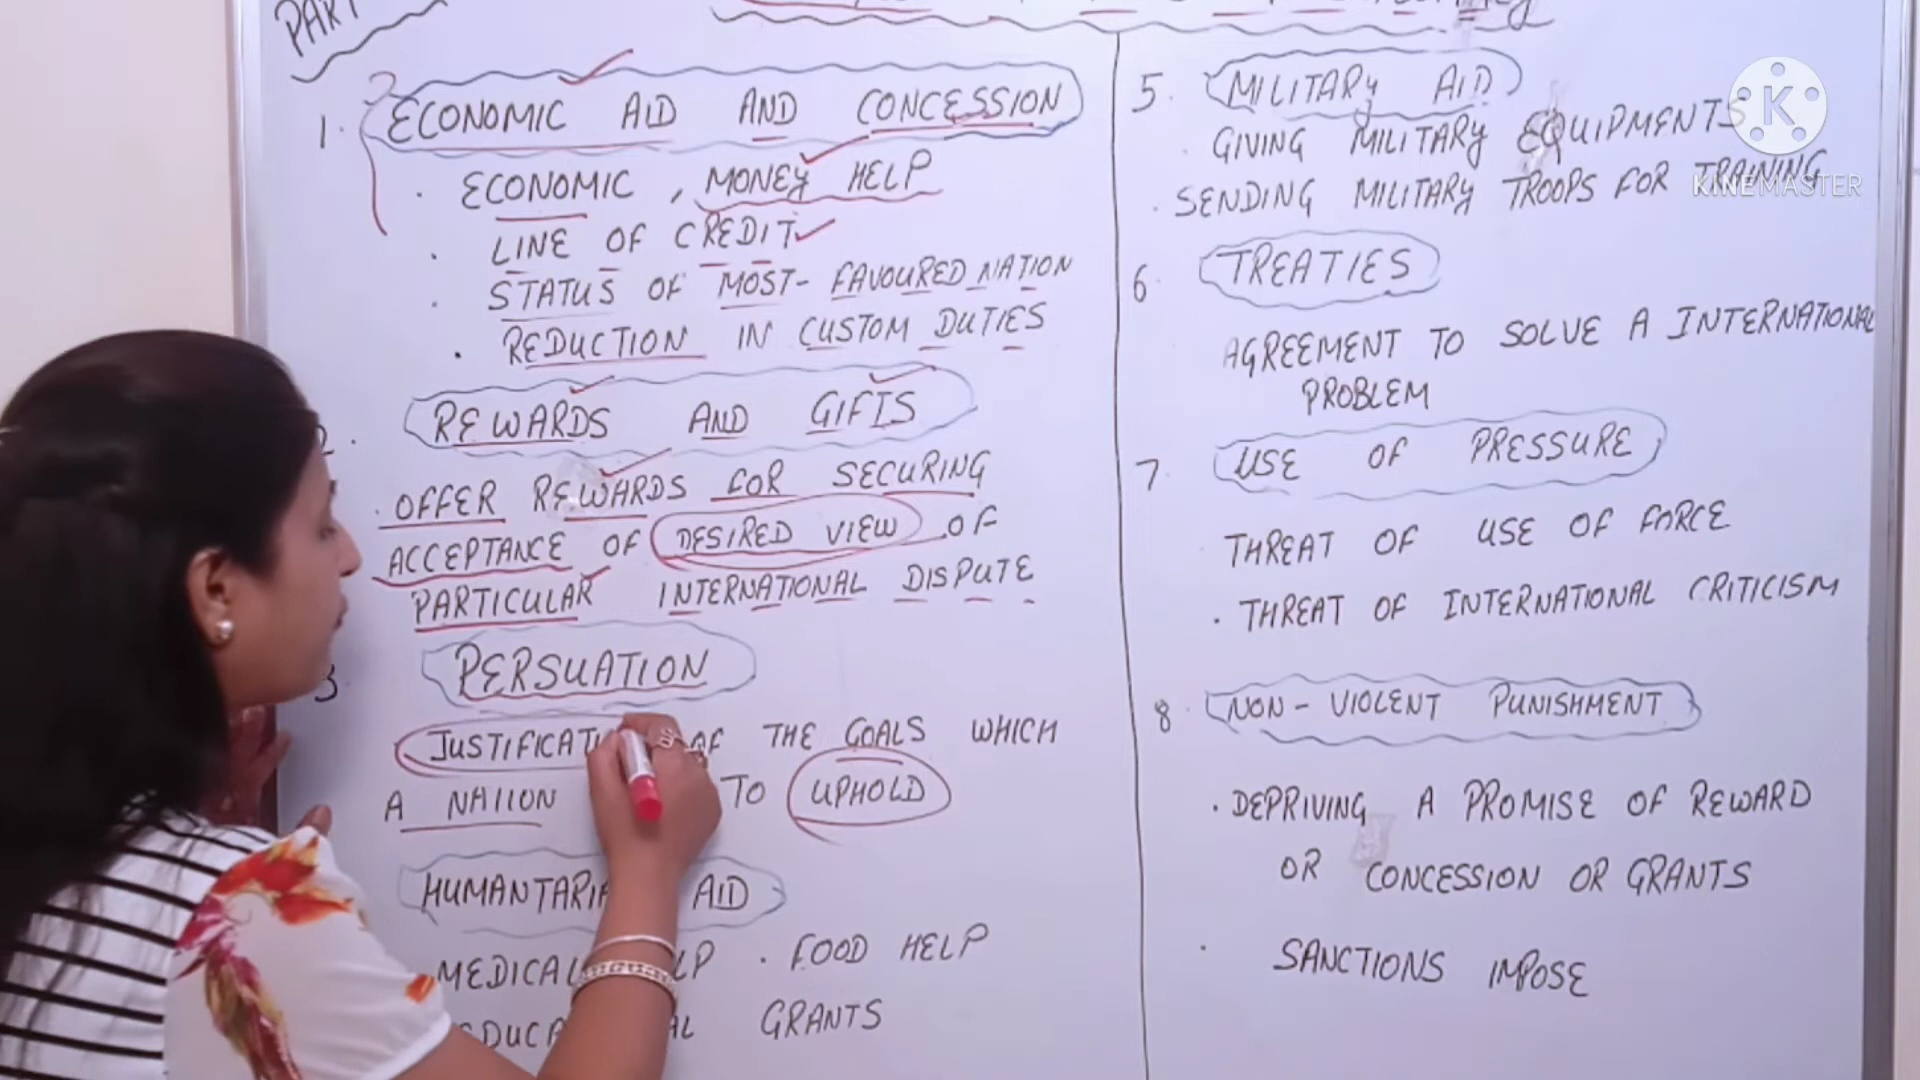 PART
1. ECONOMIC AID AND CONCESSION
· ECONOMIC, MONEY HELP
· LINE OF CREDIT
· STATUS OF MOST-FAVOURED NATION
· REDUCTION IN CUSTOM DUTIES
2. REWARDS AND GIFTS
· OFFER REWARDS FOR SECURING
ACCEPTANCE OF DESIRED VIEW OF
PARTICULAR INTERNATIONAL DISPUTE
3 PERSUATION
OF THE GOALS WHICH
A NATION TO UPHOLD
AID
MEDICAL · FOOD HELP
GRANTS
5. MILITARY AID
· GIVING MILITARY EQUIPMENTS
· SENDING MILITARY TROOPS FOR TRAINING
6 TREATIES
AGREEMENT TO SOLVE A INTERNATIONAL
PROBLEM
7. USE OF PRESSURE
· THREAT OF USE OF FORCE
· THREAT OF INTERNATIONAL CRITICISM
8. NON-VIOLENT PUNISHMENT
· DEPRIVING A PROMISE OF REWARD
OR CONCESSION OR GRANTS
· SANCTIONS IMPOSE
K
KINEMASTER